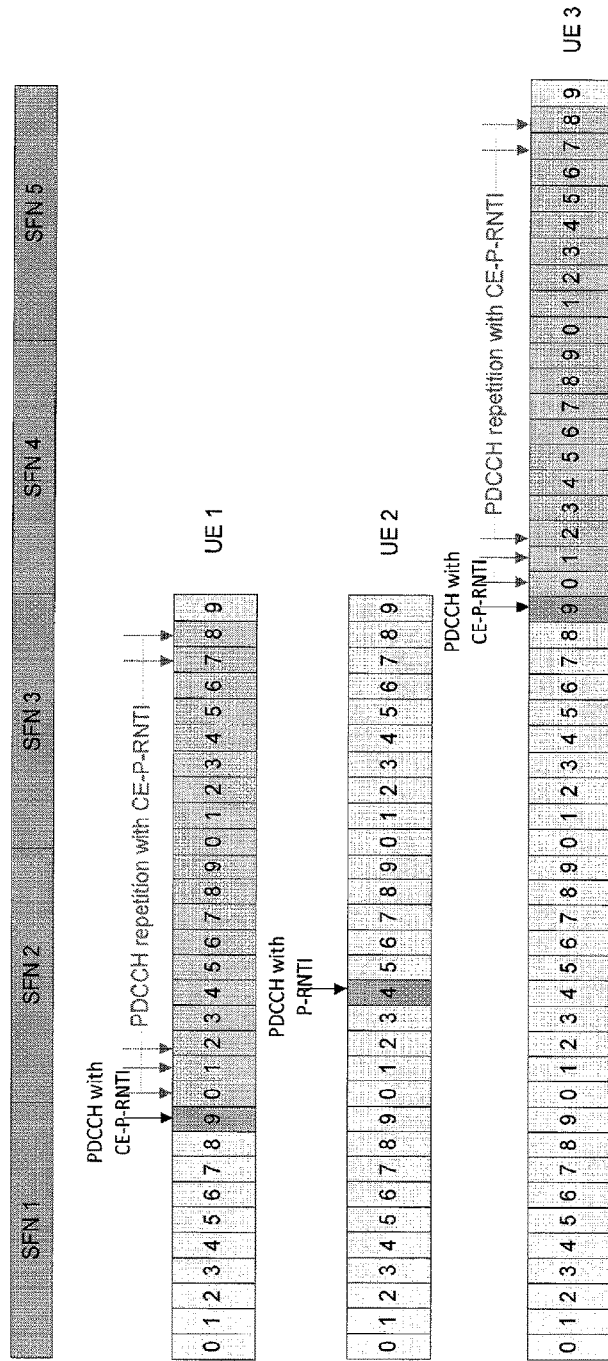 SFN 1 SFN 2 SFN 3 SFN 4 SFN 5
PDCCH with
CE-P-RNTI
PDCCH repetition with CE-P-RNTI
0 1 2 3 4 5 6 7 8 9 0 1 2 3 4 5 6 7 8 9 0 1 2 3 4 5 6 7 8 9
UE 1
PDCCH with
P-RNTI
0 1 2 3 4 5 6 7 8 9 0 1 2 3 4 5 6 7 8 9 0 1 2 3 4 5 6 7 8 9
UE 2
PDCCH with
CE-P-RNTI
PDCCH repetition with CE-P-RNTI
0 1 2 3 4 5 6 7 8 9 0 1 2 3 4 5 6 7 8 9 0 1 2 3 4 5 6 7 8 9 0 1 2 3 4 5 6 7 8 9 0 1 2 3 4 5 6 7 8 9
UE 3